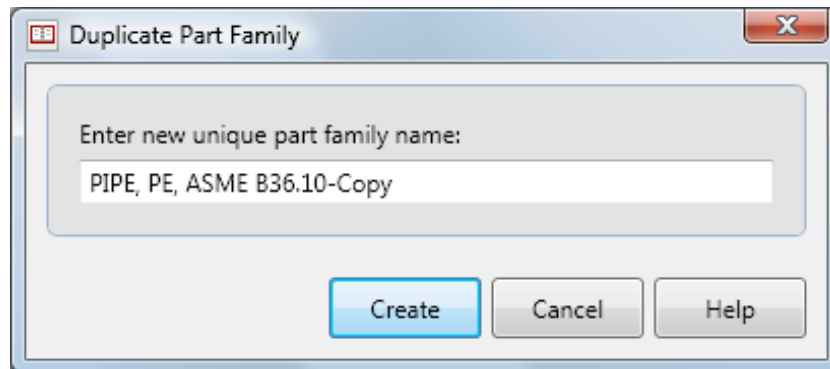 Duplicate Part Family
Enter new unique part family name:
PIPE, PE, ASME B36.10-Copy
Create Cancel Help